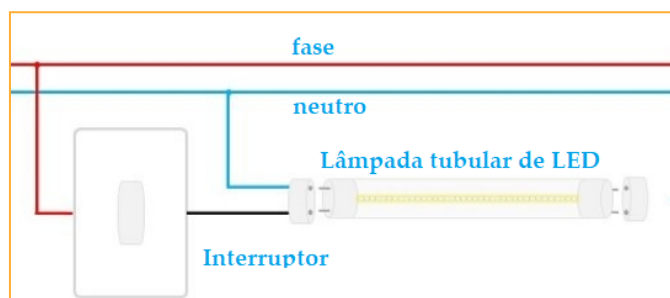 fase
neutro
Lâmpada tubular de LED
Interruptor